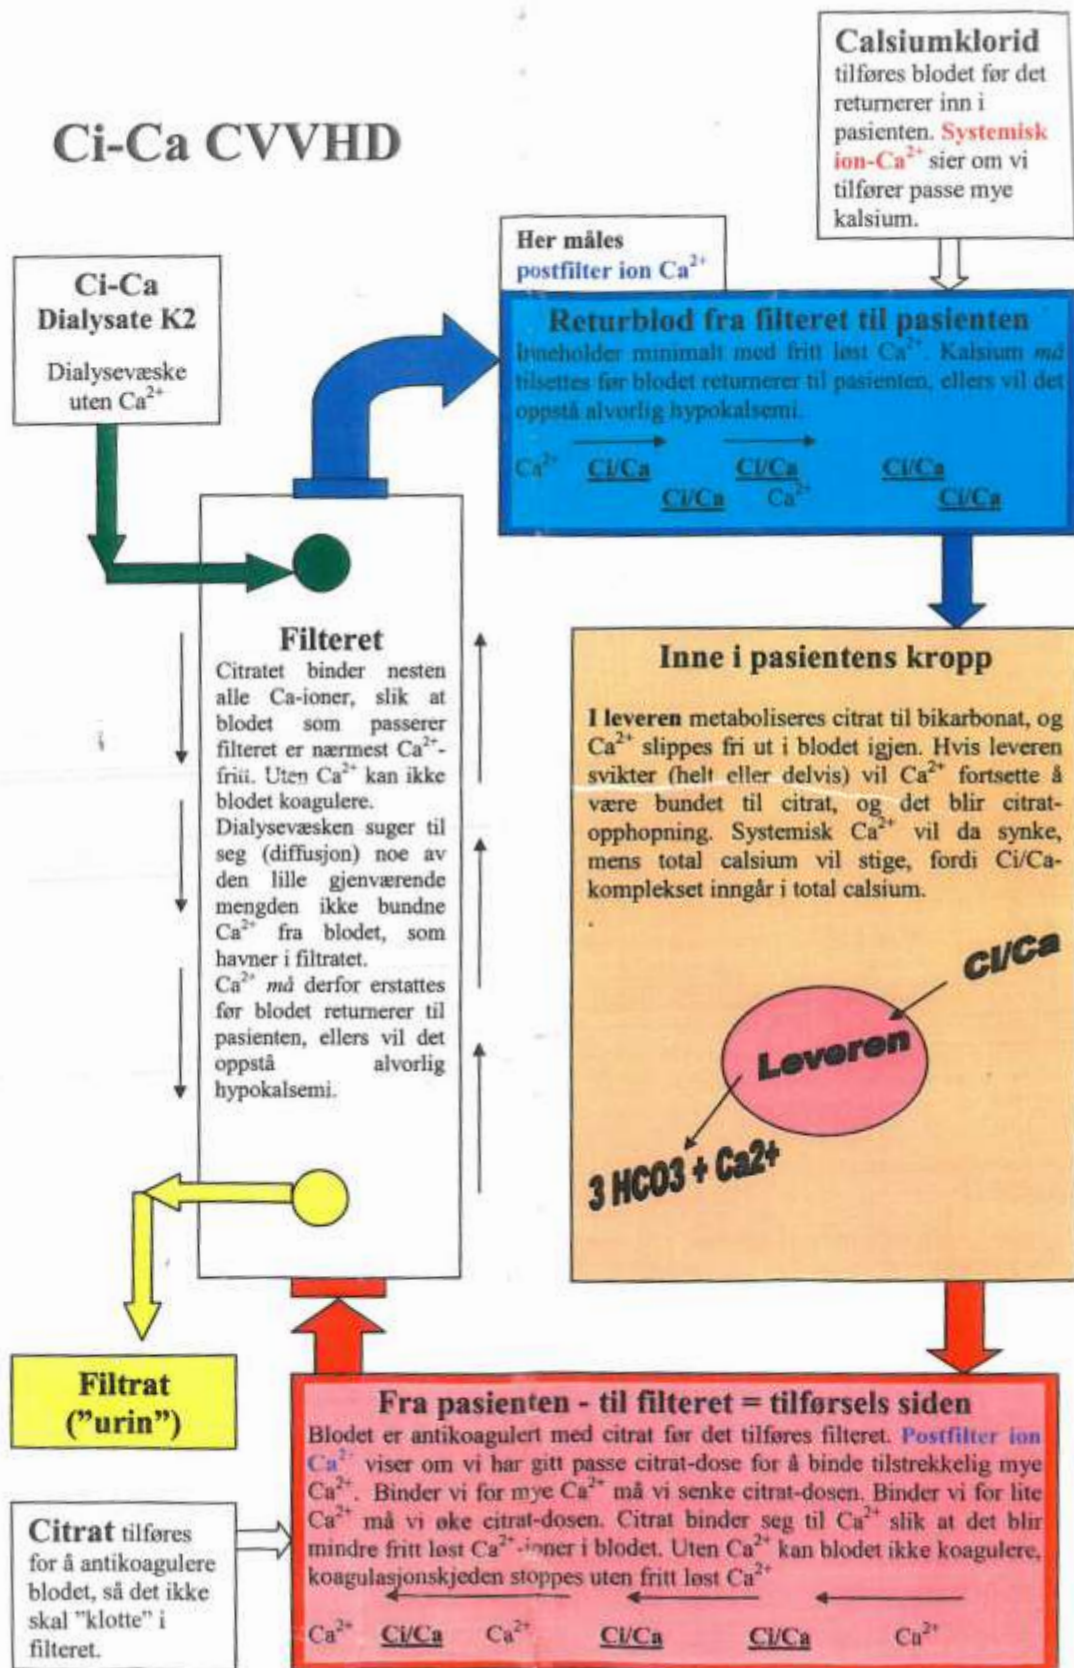 Ci-Ca CVVHD
Calsiumklorid
tilføres blodet før det
returnerer inn i
pasienten. Systemisk
ion-Ca²⁺ sier om vi
tilfører passe mye
kalsium.
Her måles
postfilter ion Ca²⁺
Ci-Ca
Dialysate K2
Dialysevæske
uten Ca²⁺
Returblod fra filteret til pasienten
Inneholder minimalt med fritt løst Ca²⁺. Kalsium må
tilsettes før blodet returnerer til pasienten, ellers vil det
oppstå alvorlig hypokalsemi.
Ca²⁺ Ci/Ca Ci/Ca Ci/Ca
Ci/Ca Ca²⁺ Ci/Ca
Filteret
Citratet binder nesten
alle Ca-ioner, slik at
blodet som passerer
filteret er nærmest Ca²⁺-
fritt. Uten Ca²⁺ kan ikke
blodet koagulere.
Dialysevæsken suger til
seg (diffusjon) noe av
den lille gjenværende
mengden ikke bundne
Ca²⁺ fra blodet, som
havner i filtratet.
Ca²⁺ må derfor erstattes
før blodet returnerer til
pasienten, ellers vil det
oppstå alvorlig
hypokalsemi.
Inne i pasientens kropp
I leveren metaboliseres citrat til bikarbonat, og
Ca²⁺ slippes fri ut i blodet igjen. Hvis leveren
svikter (helt eller delvis) vil Ca²⁺ fortsette å
være bundet til citrat, og det blir citrat-
opphopning. Systemisk Ca²⁺ vil da synke,
mens total calsium vil stige, fordi Ci/Ca-
komplekset inngår i total calsium.
CI/Ca
Leveren
3 HCO3 + Ca2+
Filtrat
("urin")
Fra pasienten - til filteret = tilførsels siden
Blodet er antikoagulert med citrat før det tilføres filteret. Postfilter ion
Ca²⁺ viser om vi har gitt passe citrat-dose for å binde tilstrekkelig mye
Ca²⁺. Binder vi for mye Ca²⁺ må vi senke citrat-dosen. Binder vi for lite
Ca²⁺ må vi øke citrat-dosen. Citrat binder seg til Ca²⁺ slik at det blir
mindre fritt løst Ca²⁺-ioner i blodet. Uten Ca²⁺ kan blodet ikke koagulere,
koagulasjonskjeden stoppes uten fritt løst Ca²⁺
Ca²⁺ Ci/Ca Ca²⁺ Ci/Ca Ci/Ca Ca²⁺
Citrat tilføres
for å antikoagulere
blodet, så det ikke
skal "klotte" i
filteret.